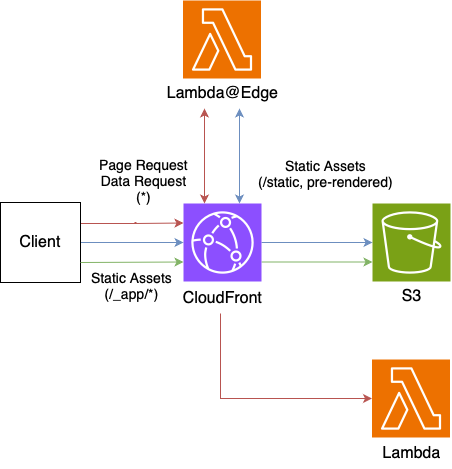 Lambda@Edge
Page Request
Data Request
(*)
Static Assets
(/static, pre-rendered)
Client
Static Assets
(/_app/*)
CloudFront
S3
Lambda